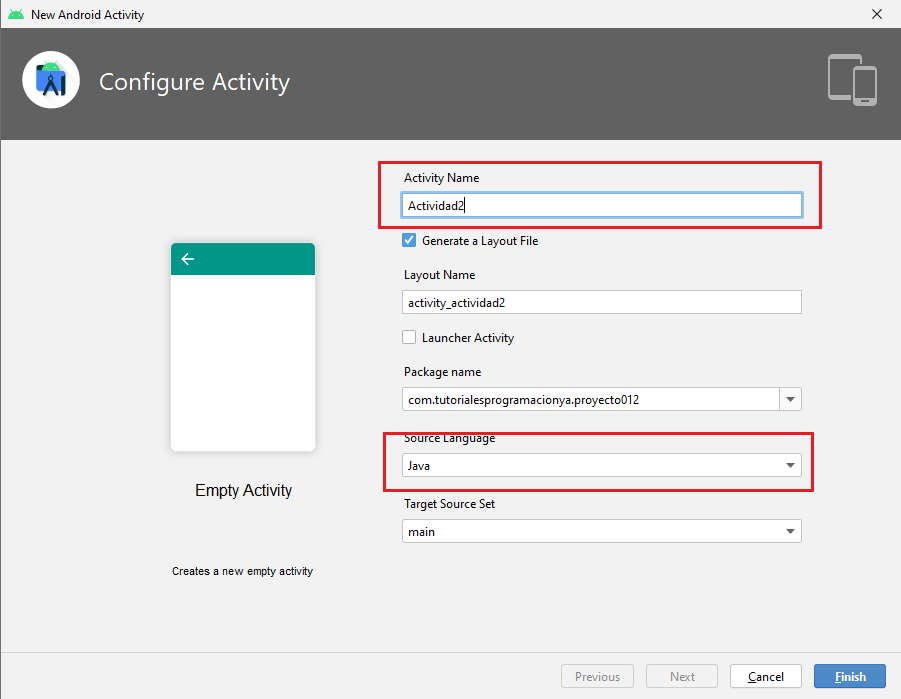 New Android Activity
Configure Activity
Activity Name
Actividad2
Generate a Layout File
Layout Name
activity_actividad2
Launcher Activity
Package name
com.tutorialesprogramacionya.proyecto012
Source Language
Java
Target Source Set
main
Empty Activity
Creates a new empty activity
Previous
Next
Cancel
Finish